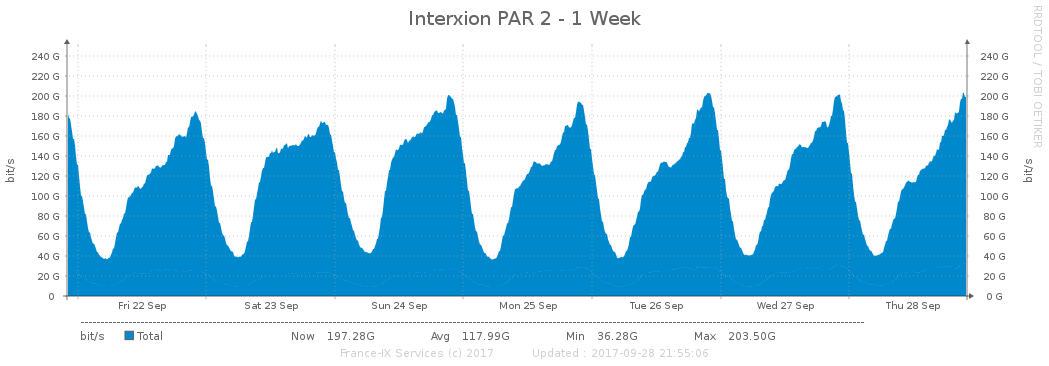 Interxion PAR 2 - 1 Week
RRDTOOL / TOBI OETIKER
bit/s
240 G 240 G
220 G 220 G
200 G 200 G
180 G 180 G
160 G 160 G
140 G 140 G
120 G 120 G
100 G 100 G
80 G 80 G
60 G 60 G
40 G 40 G
20 G 20 G
0 0 G
bit/s
Fri 22 Sep Sat 23 Sep Sun 24 Sep Mon 25 Sep Tue 26 Sep Wed 27 Sep Thu 28 Sep
bit/s Total Now 197.28G Avg 117.99G Min 36.28G Max 203.50G
France-IX Services (c) 2017 Updated : 2017-09-28 21:55:06